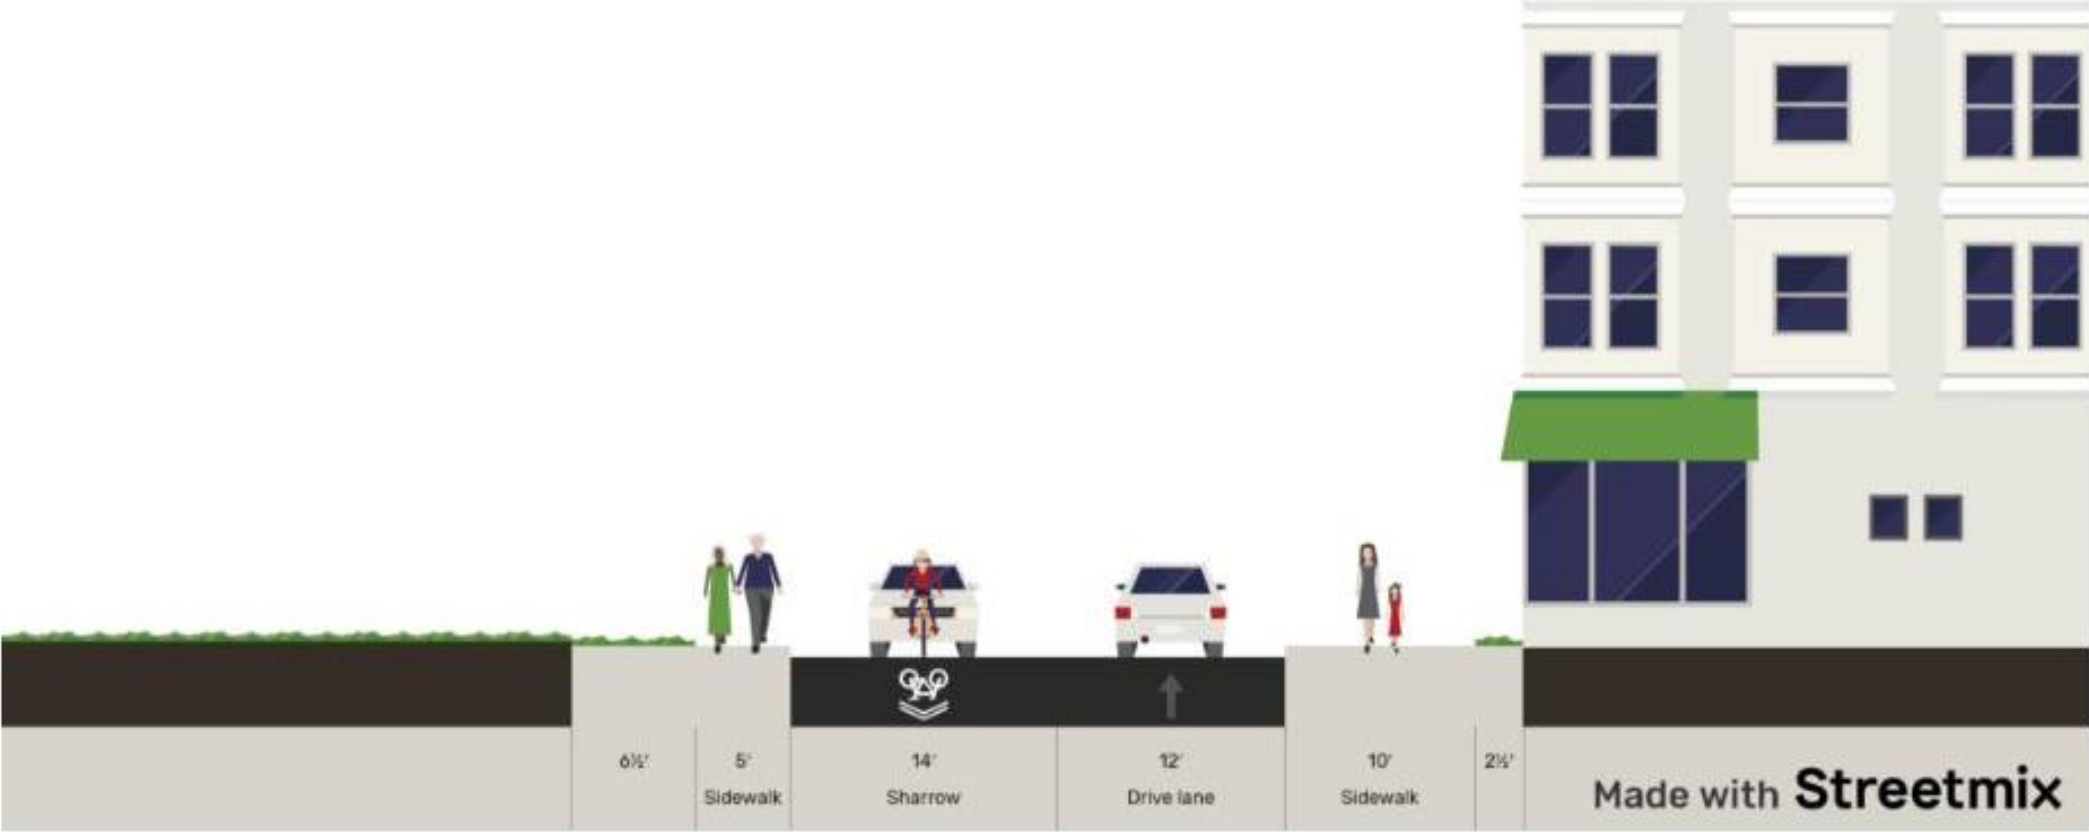 6½'
5'
Sidewalk
14'
Sharrow
12'
Drive lane
10'
Sidewalk
2½'
Made with Streetmix